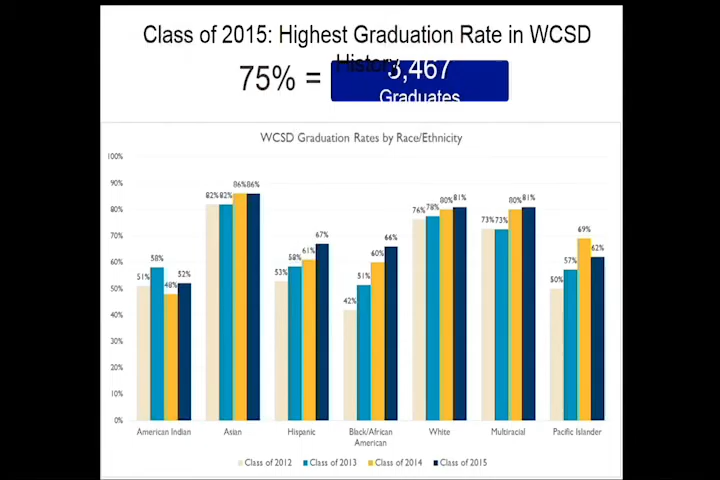 Class of 2015: Highest Graduation Rate in WCSD
History
75% =
3,467
Graduates
WCSD Graduation Rates by Race/Ethnicity
100%
90%
80%
70%
60%
50%
40%
30%
20%
10%
0%
51% 58% 48% 52%
82% 82% 86% 86%
53% 58% 61% 67%
42% 51% 60% 66%
76% 78% 80% 81%
73% 73% 80% 81%
50% 57% 69% 62%
American Indian
Asian
Hispanic
Black/African
American
White
Multiracial
Pacific Islander
Class of 2012 Class of 2013 Class of 2014 Class of 2015